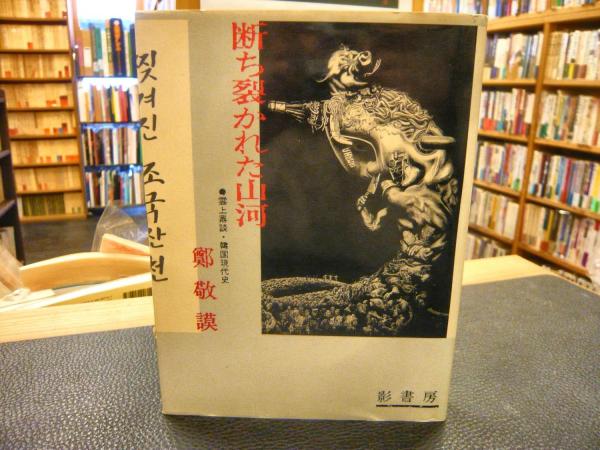 断ち裂かれた山河
●雲上鼎談・韓国現代史
鄭敬謨
찢겨진 조국산천
影書房